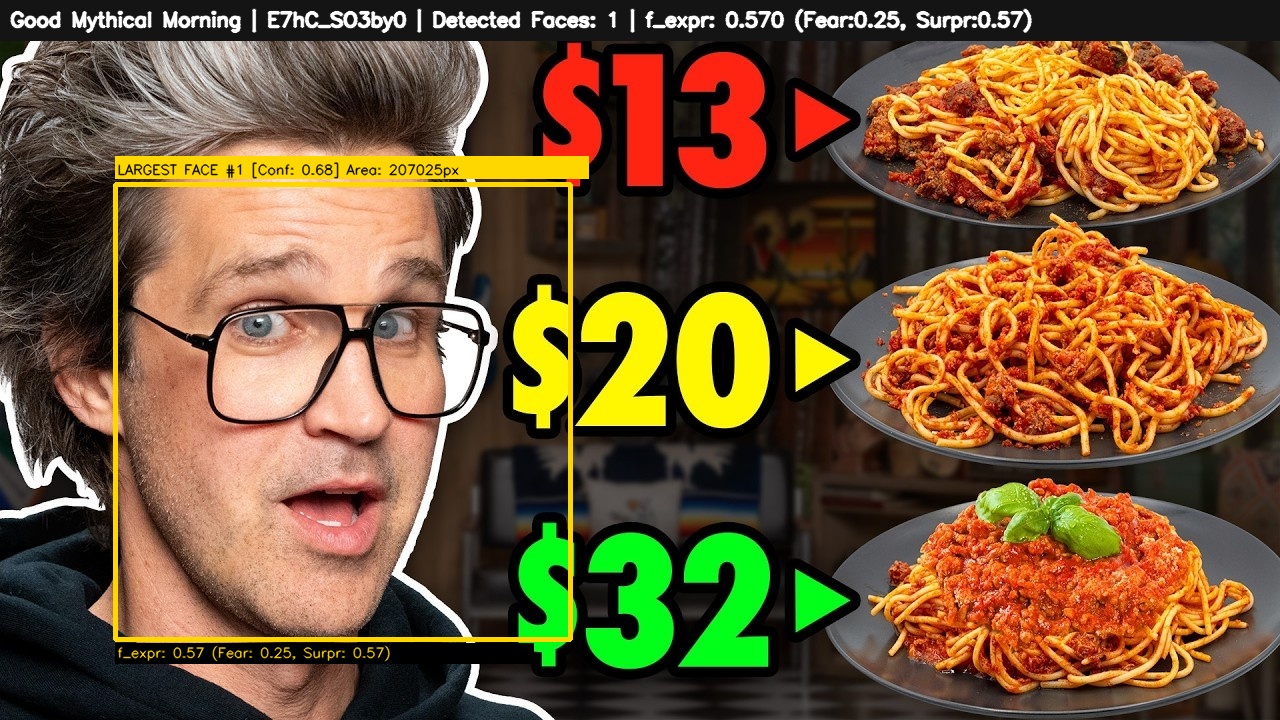 Good Mythical Morning | E7hC_SO3by0 | Detected Faces: 1 | f_expr: 0.570 (Fear:0.25, Surpr:0.57)
LARGEST FACE #1 [Conf: 0.68] Area: 207025px
$13
$20
$32
f_expr: 0.57 (Fear: 0.25, Surpr: 0.57)